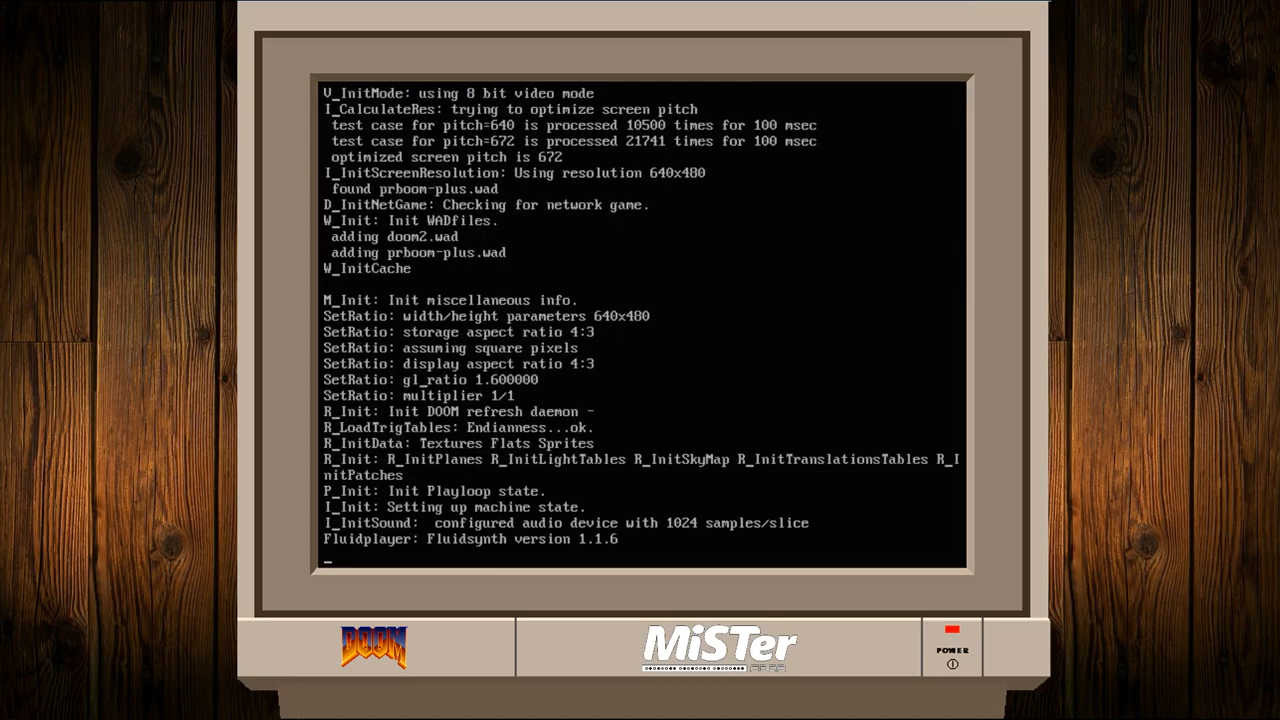 V_InitMode: using 8 bit video mode
I_CalculateRes: trying to optimize screen pitch
test case for pitch=640 is processed 10500 times for 100 msec
test case for pitch=672 is processed 21741 times for 100 msec
optimized screen pitch is 672
I_InitScreenResolution: Using resolution 640x480
found prboom-plus.wad
D_InitNetGame: Checking for network game.
W_Init: Init WADfiles.
adding doom2.wad
adding prboom-plus.wad
W_InitCache
M_Init: Init miscellaneous info.
SetRatio: width/height parameters 640x480
SetRatio: storage aspect ratio 4:3
SetRatio: assuming square pixels
SetRatio: display aspect ratio 4:3
SetRatio: gl_ratio 1.600000
SetRatio: multiplier 1/1
R_Init: Init DOOM refresh daemon -
R_LoadTrigTables: Endianness...ok.
R_InitData: Textures Flats Sprites
R_Init: R_InitPlanes R_InitLightTables R_InitSkyMap R_InitTranslationsTables R_I
nitPatches
P_Init: Init Playloop state.
I_Init: Setting up machine state.
I_InitSound:  configured audio device with 1024 samples/slice
Fluidplayer: Fluidsynth version 1.1.6
_
DOOM
MiSTer
FPGA
POWER